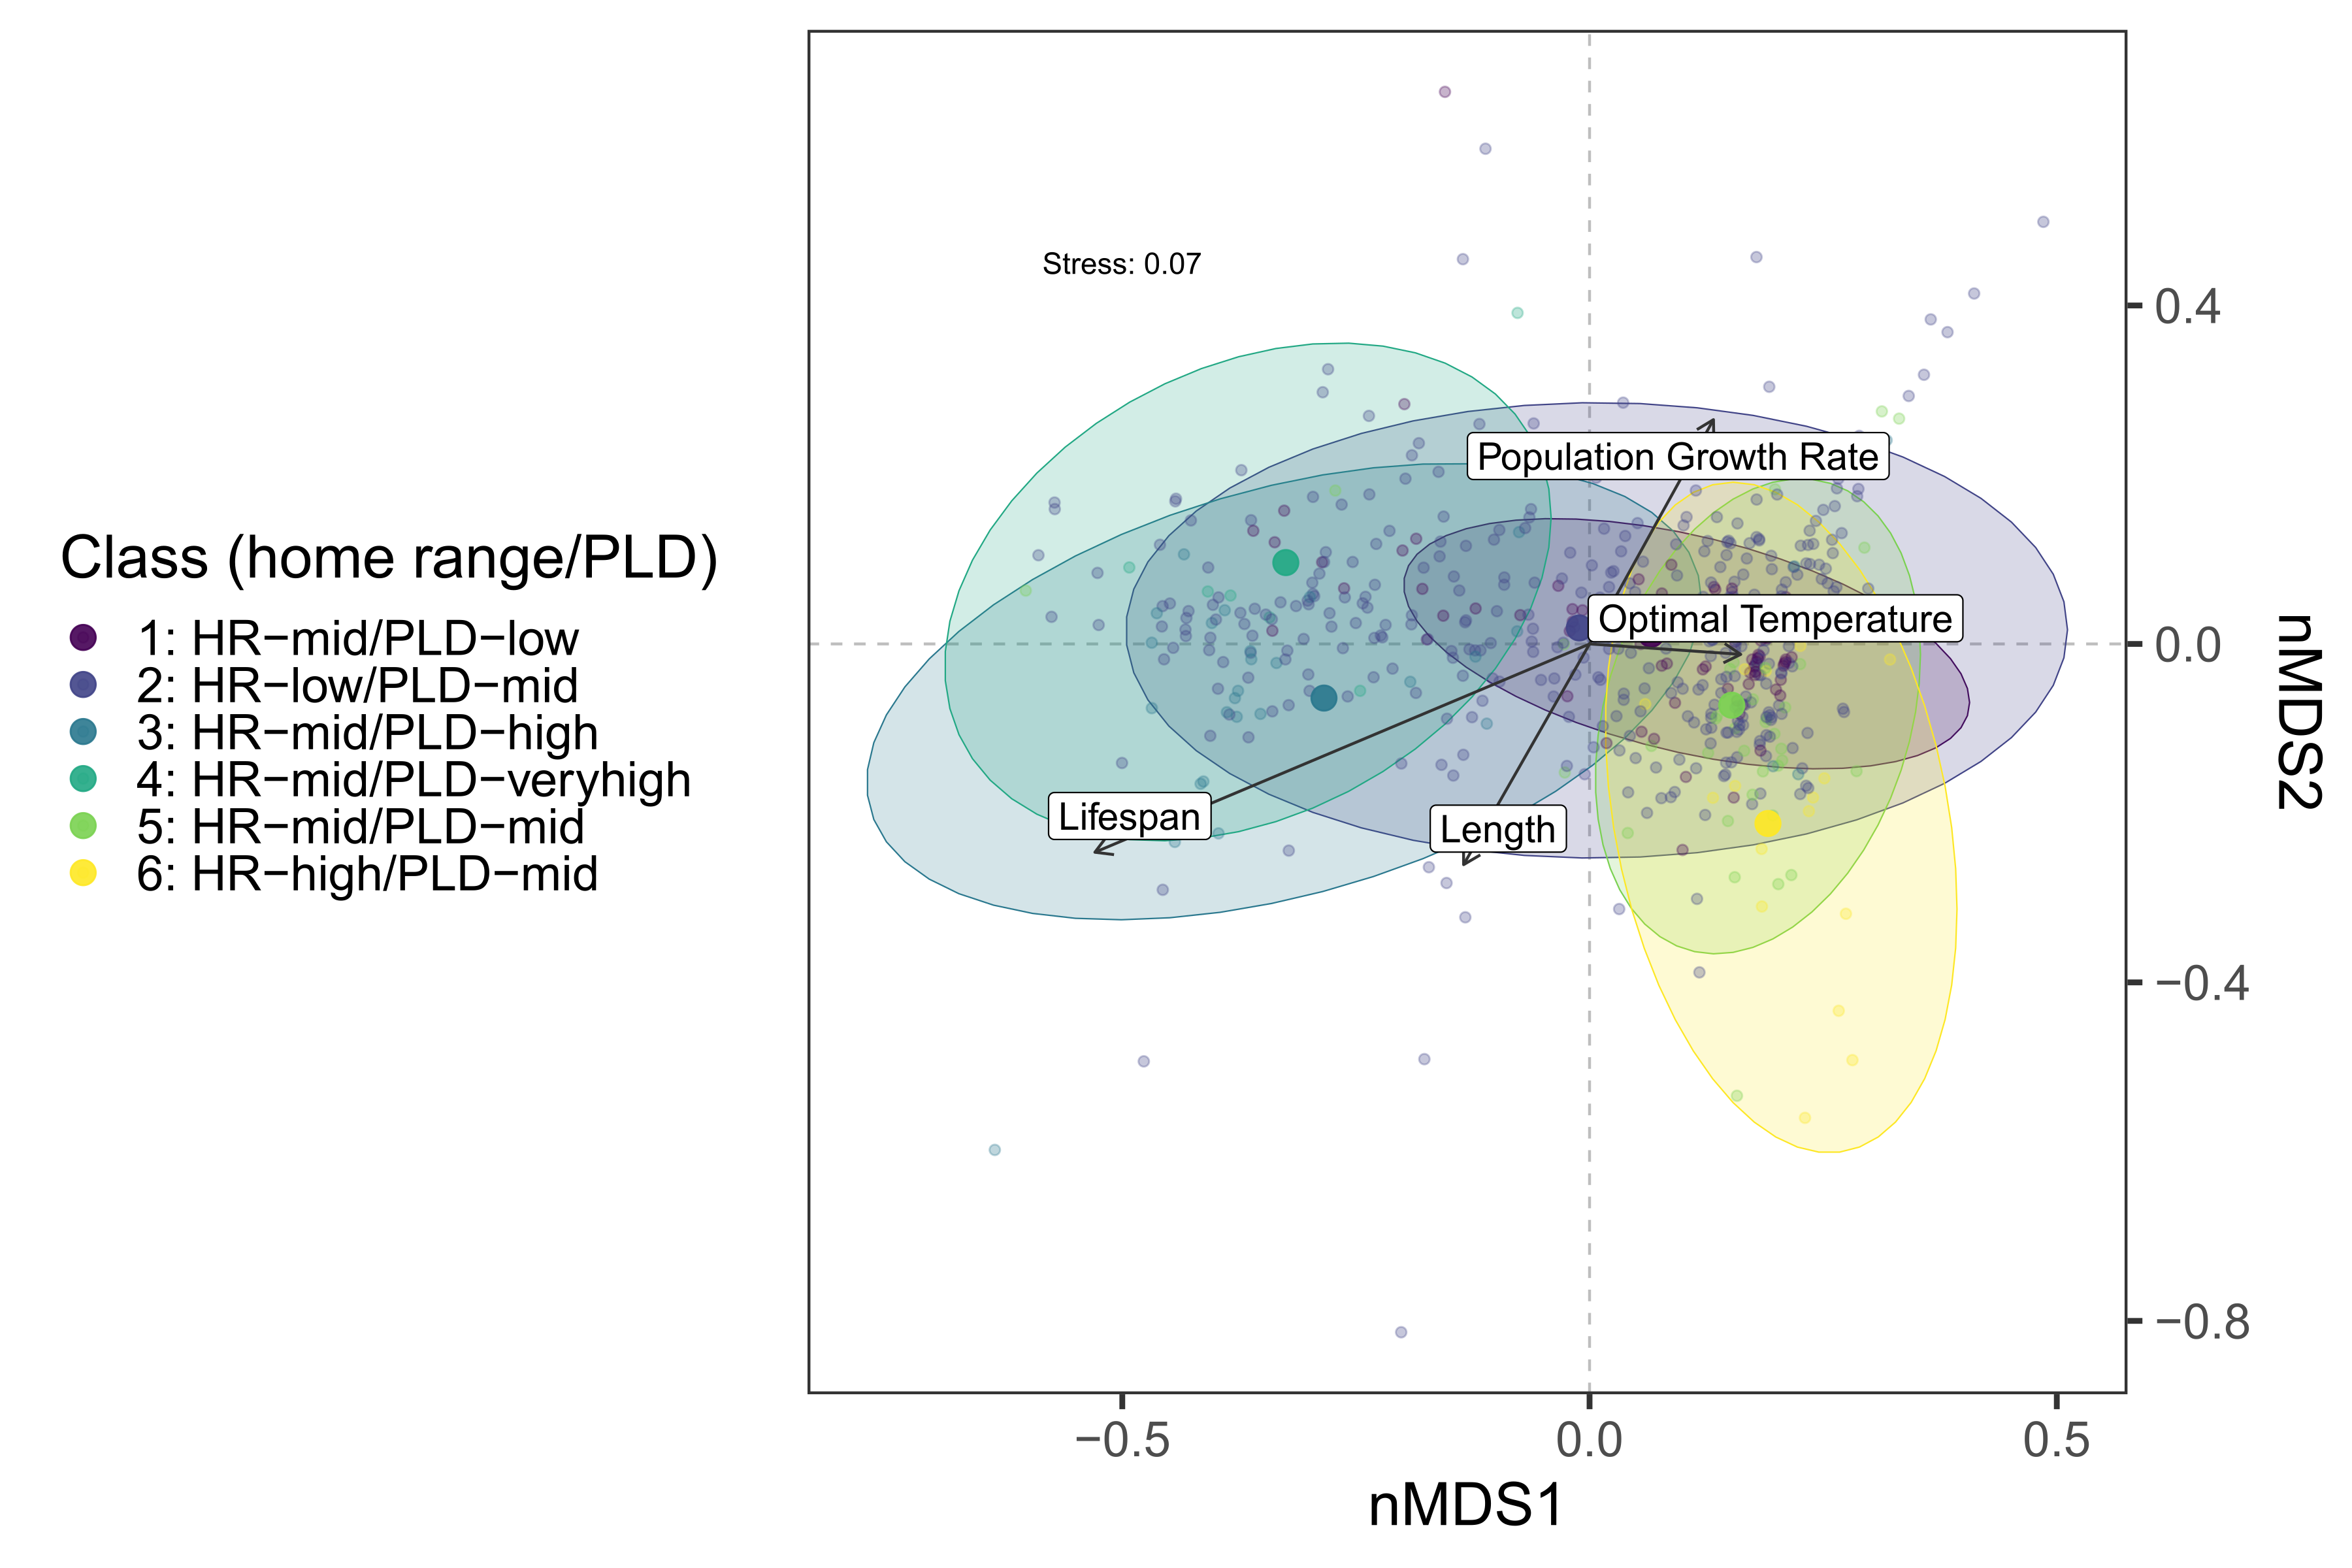 Class (home range/PLD)
1: HR−mid/PLD−low
2: HR−low/PLD−mid
3: HR−mid/PLD−high
4: HR−mid/PLD−veryhigh
5: HR−mid/PLD−mid
6: HR−high/PLD−mid
Stress: 0.07
Population Growth Rate
Optimal Temperature
Lifespan
Length
0.4
0.0
−0.4
−0.8
nMDS2
−0.5
0.0
0.5
nMDS1